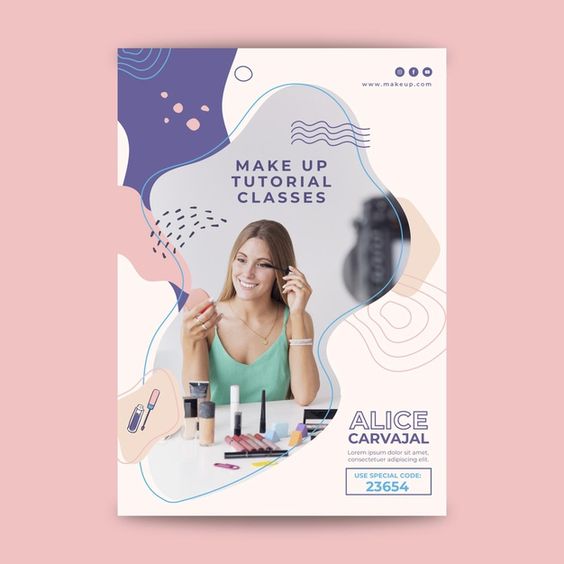 www.makeup.com
MAKE UP
TUTORIAL
CLASSES
ALICE
CARVAJAL
Lorem ipsum dolor sit amet,
consectetuer adipiscing elit,
USE SPECIAL CODE:
23654